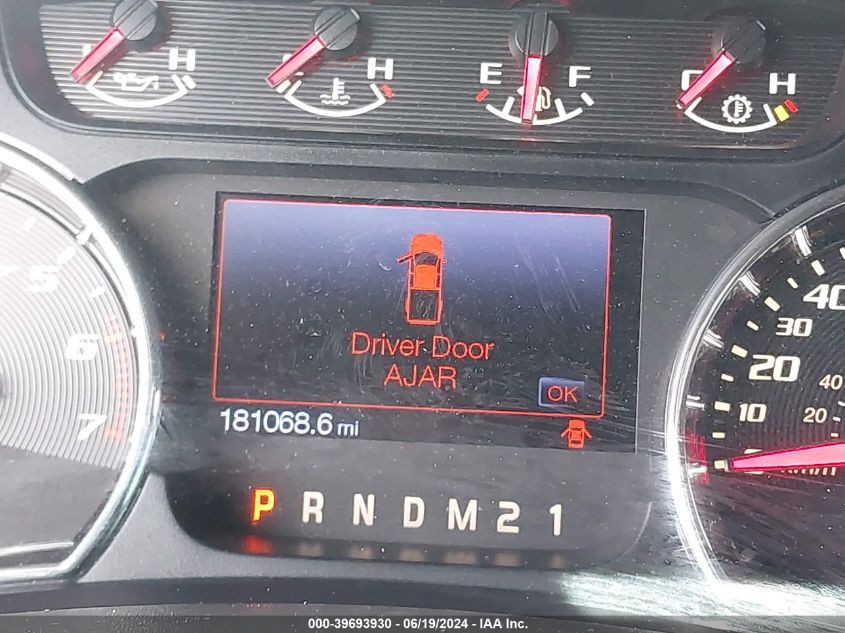 H H E F C H
5 6 7
Driver Door
AJAR
OK
181068.6 mi
P R N D M 2 1
40 30 20 10
40 20
km/h
000-39693930 - 06/19/2024 - IAA Inc.